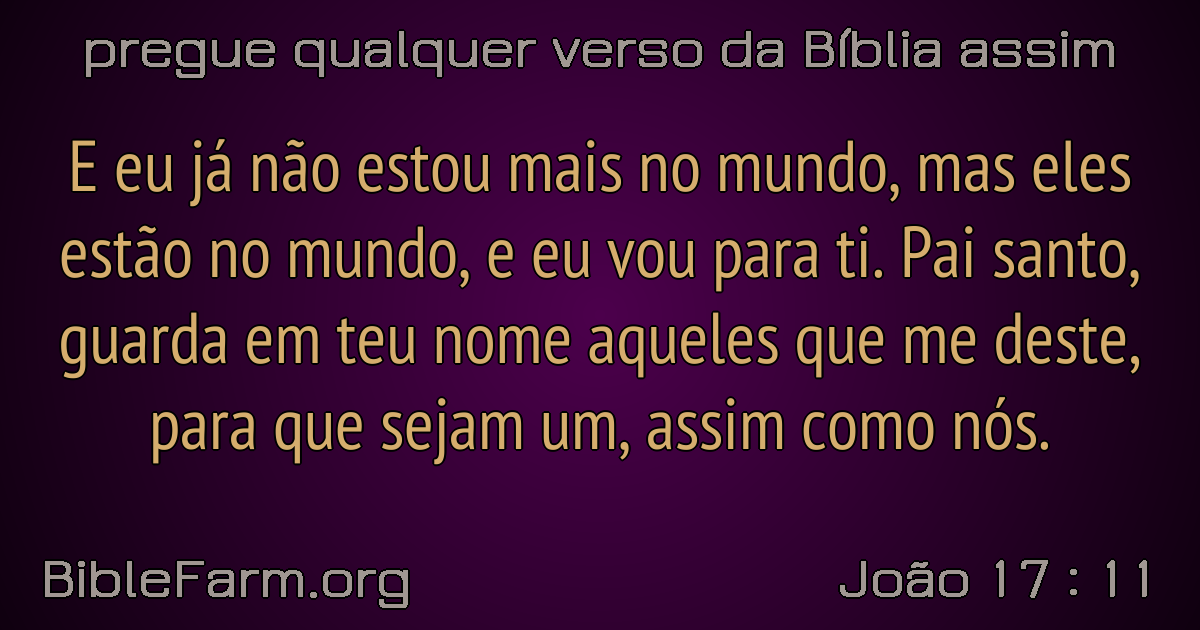 pregue qualquer verso da Bíblia assim
E eu já não estou mais no mundo, mas eles
estão no mundo, e eu vou para ti. Pai santo,
guarda em teu nome aqueles que me deste,
para que sejam um, assim como nós.
BibleFarm.org
João 17 : 11